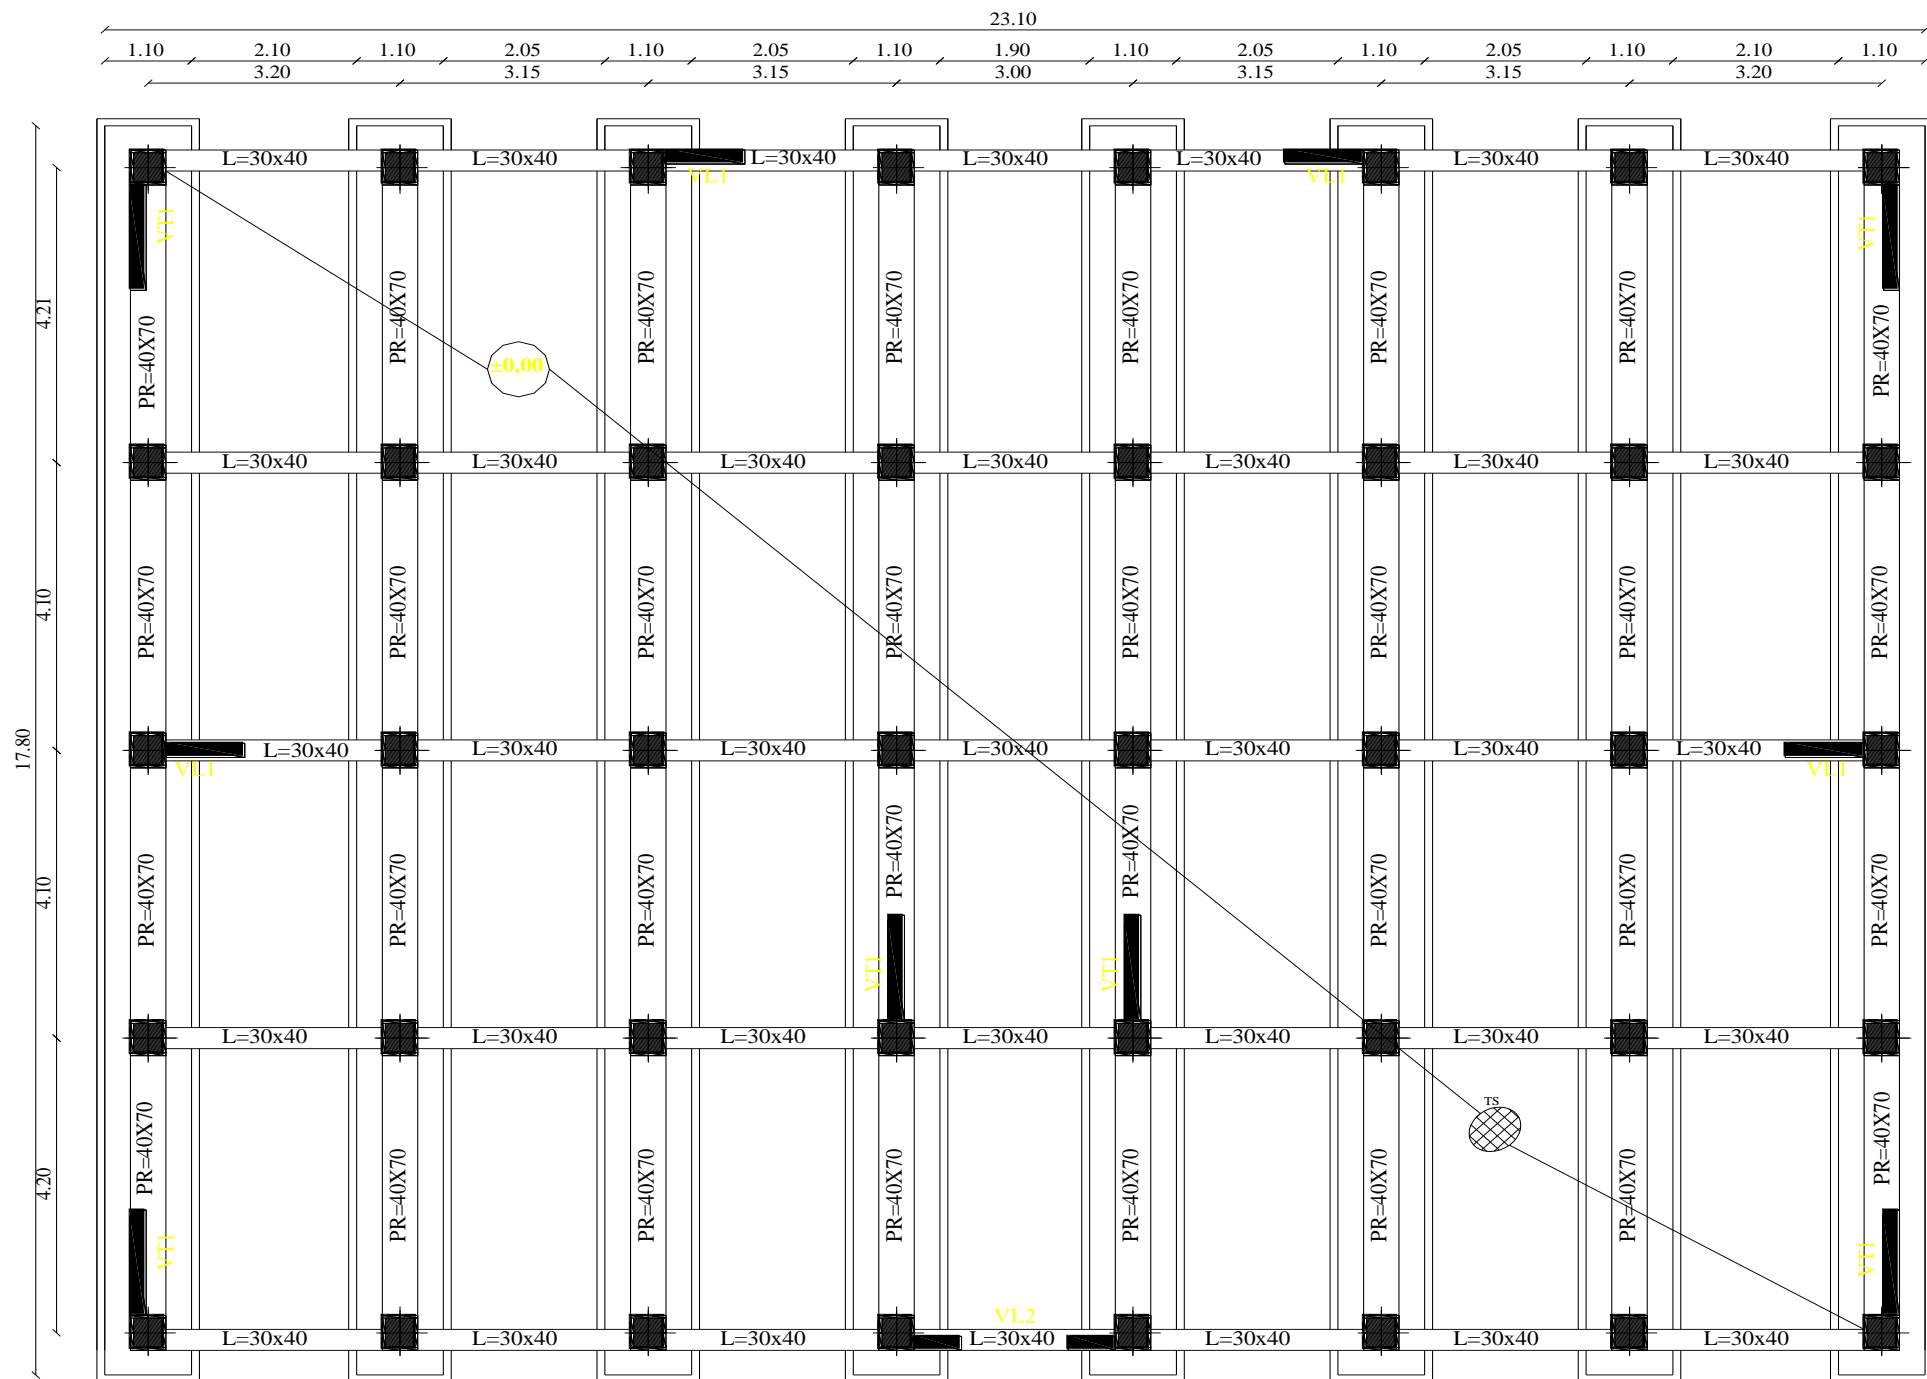 23.10
1.10 2.10 1.10 2.05 1.10 2.05 1.10 1.90 1.10 2.05 1.10 2.05 1.10 2.10 1.10
3.20 3.15 3.15 3.00 3.15 3.15 3.20
L=30x40 L=30x40 L=30x40 L=30x40 L=30x40 L=30x40 L=30x40
VL1 VL1
VT1 VT1
4.21
PR=40X70 PR=40X70 PR=40X70 PR=40X70 PR=40X70 PR=40X70 PR=40X70 PR=40X70
±0,00
L=30x40 L=30x40 L=30x40 L=30x40 L=30x40 L=30x40 L=30x40
4.10
PR=40X70 PR=40X70 PR=40X70 PR=40X70 PR=40X70 PR=40X70 PR=40X70 PR=40X70
17.80
L=30x40 L=30x40 L=30x40 L=30x40 L=30x40 L=30x40 L=30x40
VL1 VL1
4.10
PR=40X70 PR=40X70 PR=40X70 PR=40X70 PR=40X70 PR=40X70 PR=40X70 PR=40X70
VT1 VT1
L=30x40 L=30x40 L=30x40 L=30x40 L=30x40 L=30x40 L=30x40
TS
4.20
PR=40X70 PR=40X70 PR=40X70 PR=40X70 PR=40X70 PR=40X70 PR=40X70 PR=40X70
VT1 VT1
VL2
L=30x40 L=30x40 L=30x40 L=30x40 L=30x40 L=30x40 L=30x40